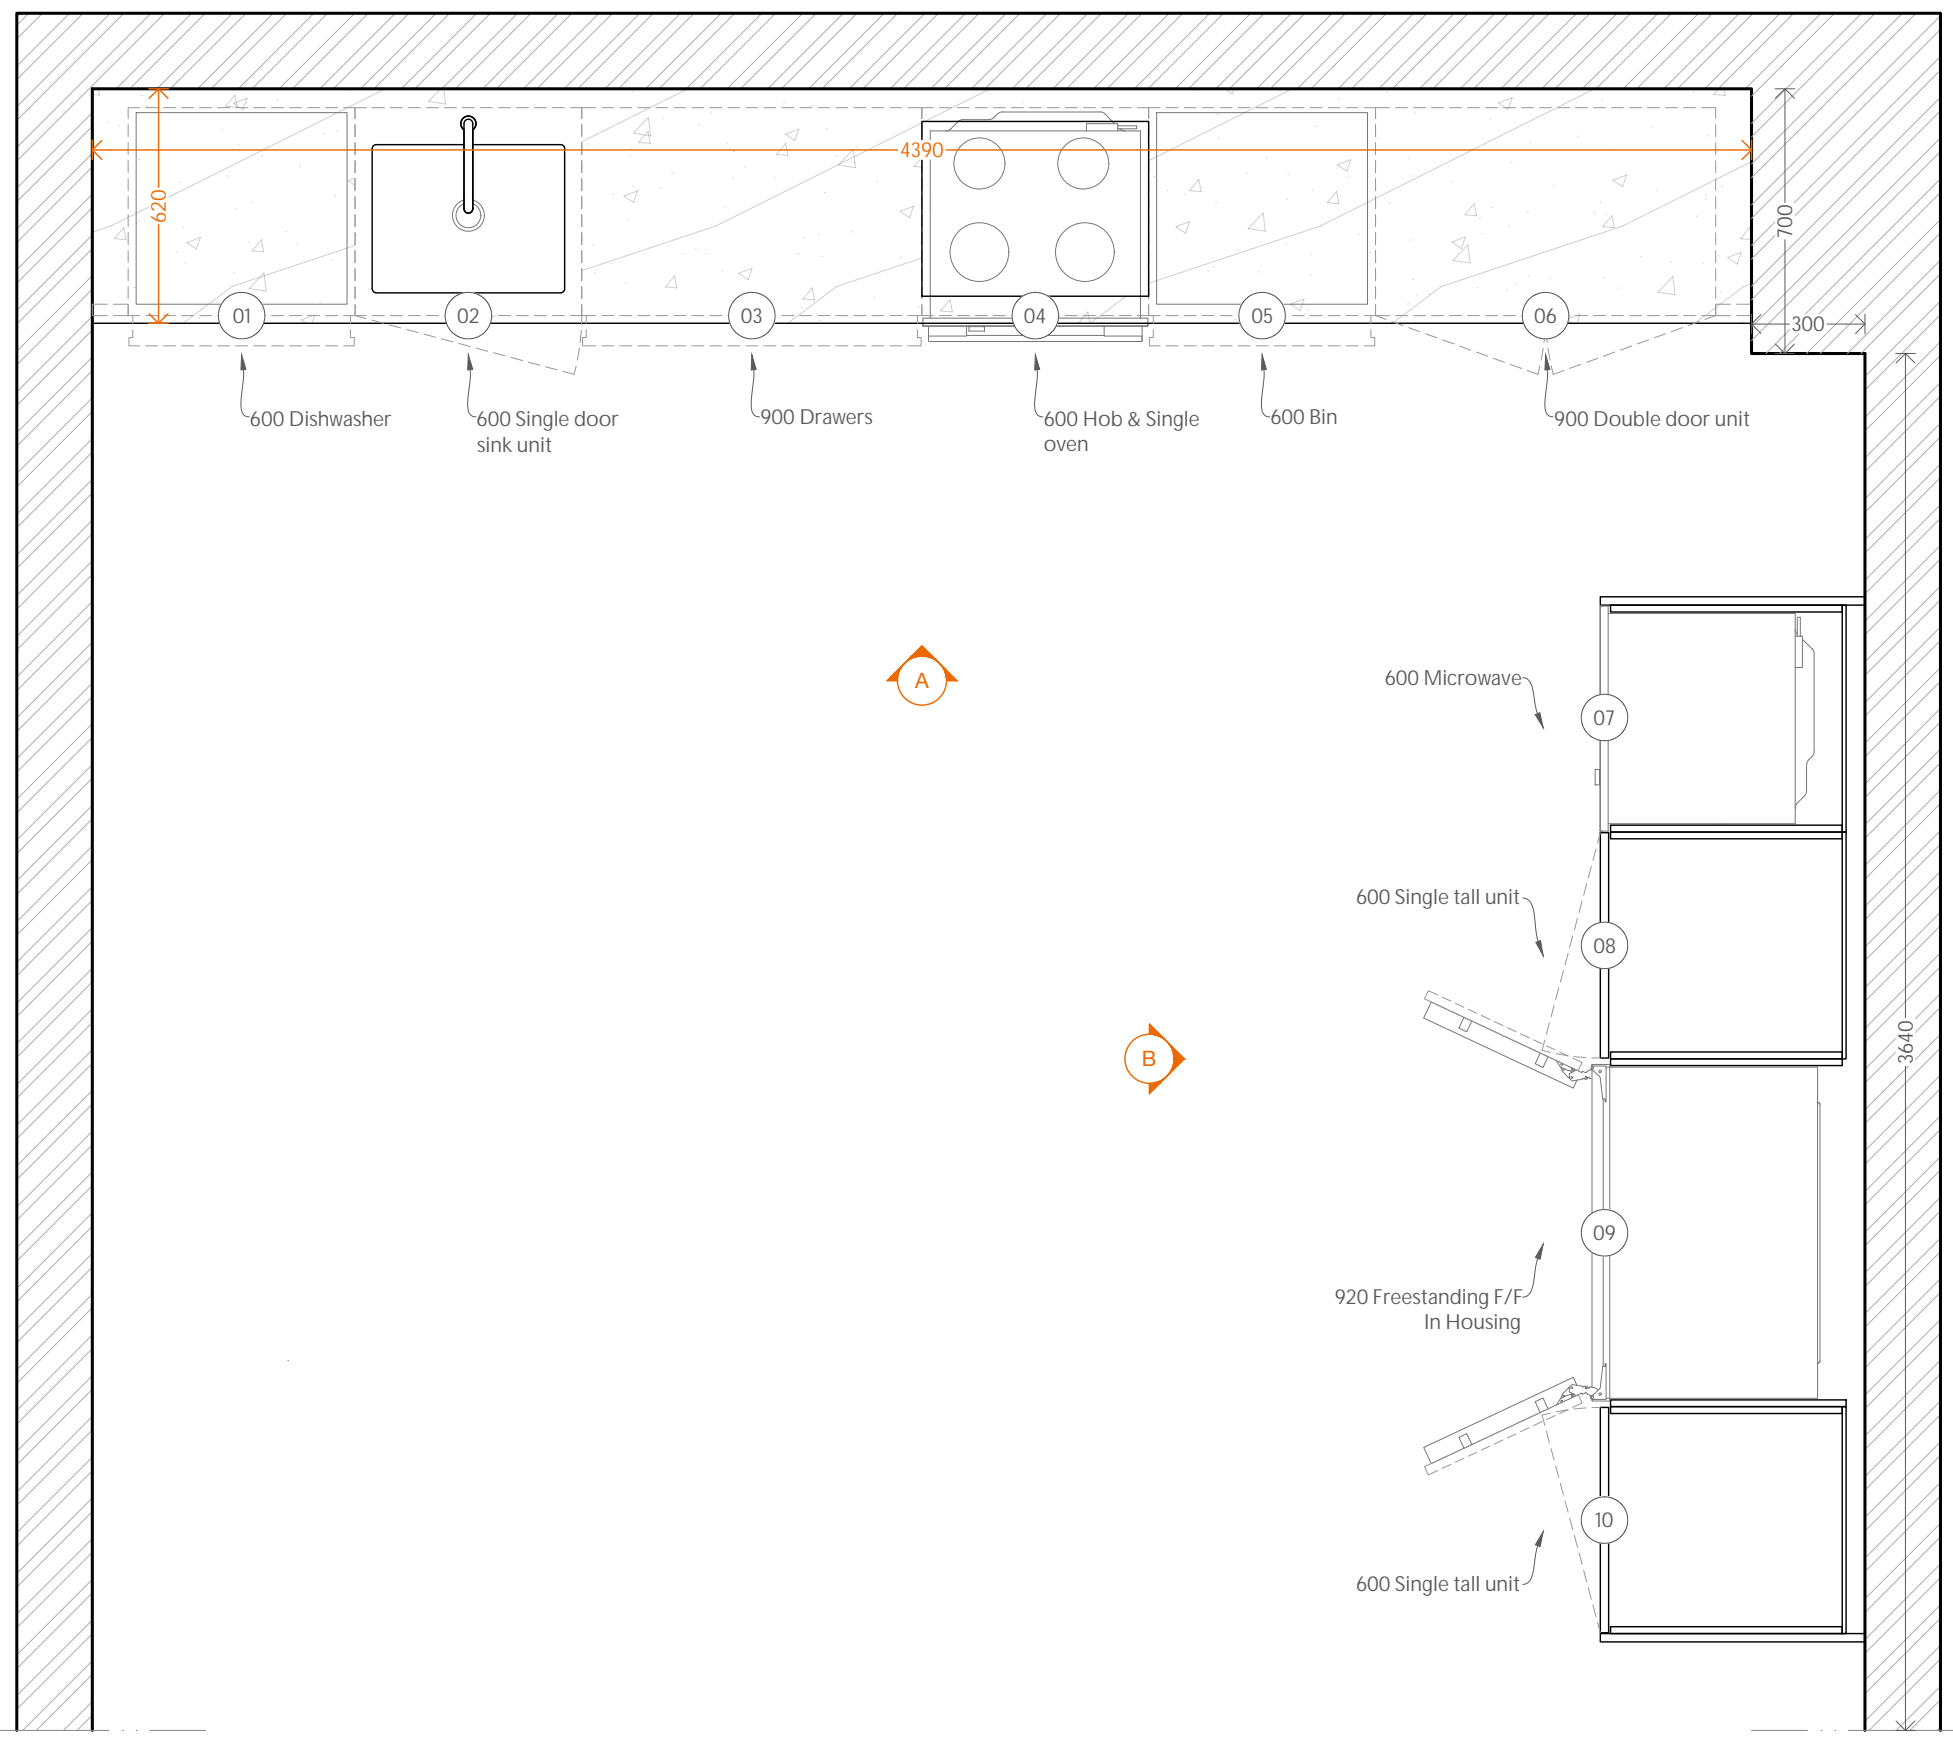 4390
620
700
300
01
02
03
04
05
06
600 Dishwasher
600 Single door
sink unit
900 Drawers
600 Hob & Single
oven
600 Bin
900 Double door unit
A
600 Microwave
07
600 Single tall unit
08
3640
B
09
920 Freestanding F/F
In Housing
10
600 Single tall unit